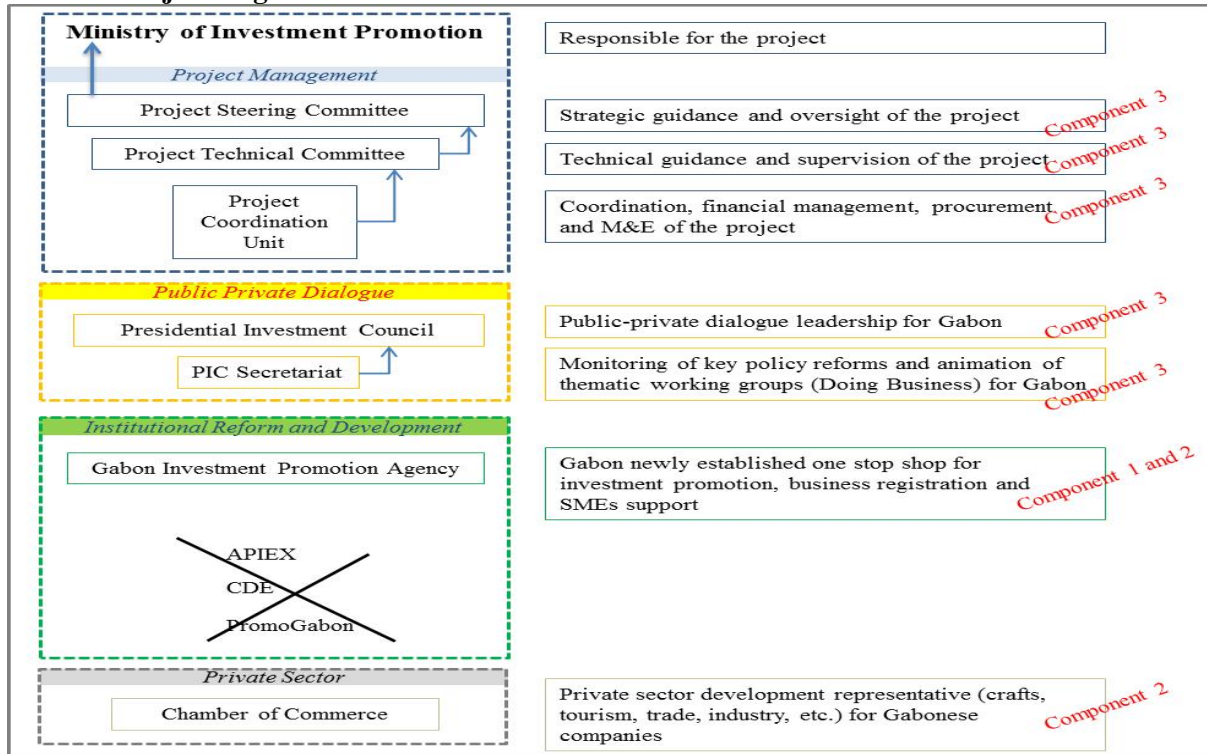 Ministry of Investment Promotion
Responsible for the project
Project Management
Project Steering Committee
Strategic guidance and oversight of the project
Component 3
Project Technical Committee
Technical guidance and supervision of the project
Component 3
Project
Coordination
Unit
Coordination, financial management, procurement
and M&E of the project
Component 3
Public Private Dialogue
Presidential Investment Council
Public-private dialogue leadership for Gabon
Component 3
PIC Secretariat
Monitoring of key policy reforms and animation of
thematic working groups (Doing Business) for Gabon
Component 3
Institutional Reform and Development
Gabon Investment Promotion Agency
Gabon newly established one stop shop for
investment promotion, business registration and
SMEs support
Component 1 and 2
APIEX
CDE
PromoGabon
Private Sector
Chamber of Commerce
Private sector development representative (crafts,
tourism, trade, industry, etc.) for Gabonese
companies
Component 2